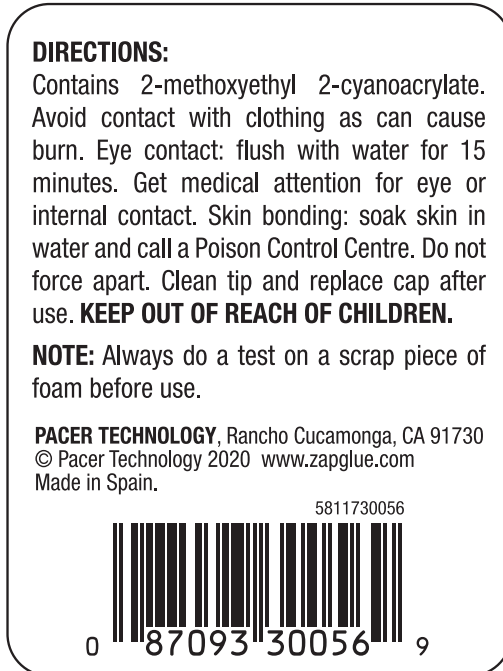 DIRECTIONS:
Contains 2-methoxyethyl 2-cyanoacrylate.
Avoid contact with clothing as can cause
burn. Eye contact: flush with water for 15
minutes. Get medical attention for eye or
internal contact. Skin bonding: soak skin in
water and call a Poison Control Centre. Do not
force apart. Clean tip and replace cap after
use. KEEP OUT OF REACH OF CHILDREN.
NOTE: Always do a test on a scrap piece of
foam before use.
PACER TECHNOLOGY, Rancho Cucamonga, CA 91730
© Pacer Technology 2020 www.zapglue.com
Made in Spain.
5811730056
0 87093 30056 9